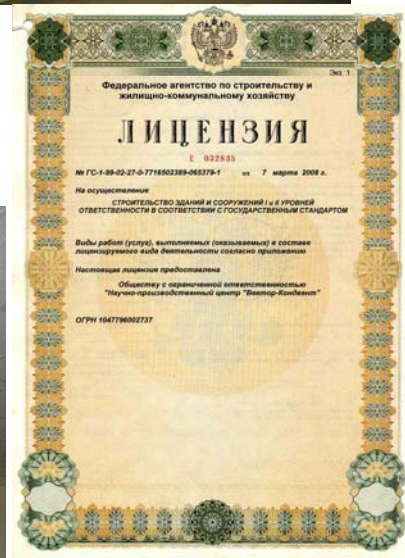 Экз. 1
Федеральное агентство по строительству и
жилищно-коммунальному хозяйству
ЛИЦЕНЗИЯ
Е 032835
№ ГС-1-99-02-27-0-7716502389-065379-1 от 7 марта 2008 г.
На осуществление
СТРОИТЕЛЬСТВО ЗДАНИЙ И СООРУЖЕНИЙ I и II УРОВНЕЙ
ОТВЕТСТВЕННОСТИ В СООТВЕТСТВИИ С ГОСУДАРСТВЕННЫМ СТАНДАРТОМ
Виды работ (услуг), выполняемых (оказываемых) в составе
лицензируемого вида деятельности согласно приложению
Настоящая лицензия предоставлена
Обществу с ограниченной ответственностью
"Научно-производственный центр "Вектор-Кондвент"
ОГРН 1047796002737